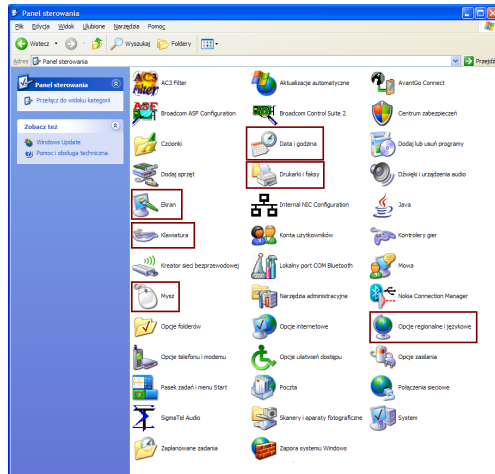 Panel sterowania
Plik Edycja Widok Ulubione Narzędzia Pomoc
Wstecz Wyszukaj Foldery
Adres Panel sterowania Przejdź
Panel sterowania
Przełącz do widoku kategorii
Zobacz też
Windows Update
Pomoc i obsługa techniczna
AC3 Filter
Aktualizacje automatyczne
AvantGo Connect
Broadcom ASF Configuration
Broadcom Control Suite 2
Centrum zabezpieczeń
Czcionki
Data i godzina
Dodaj lub usuń programy
Dodaj sprzęt
Drukarki i faksy
Dźwięki i urządzenia audio
Ekran
Internal NIC Configuration
Java
Klawiatura
Konta użytkowników
Kontrolery gier
Kreator sieci bezprzewodowej
Lokalny port COM Bluetooth
Mowa
Mysz
Narzędzia administracyjne
Nokia Connection Manager
Opcje folderów
Opcje internetowe
Opcje regionalne i językowe
Opcje telefonu i modemu
Opcje ułatwień dostępu
Opcje zasilania
Pasek zadań i menu Start
Poczta
Połączenia sieciowe
SigmaTel Audio
Skanery i aparaty fotograficzne
System
Zaplanowane zadania
Zapora systemu Windows